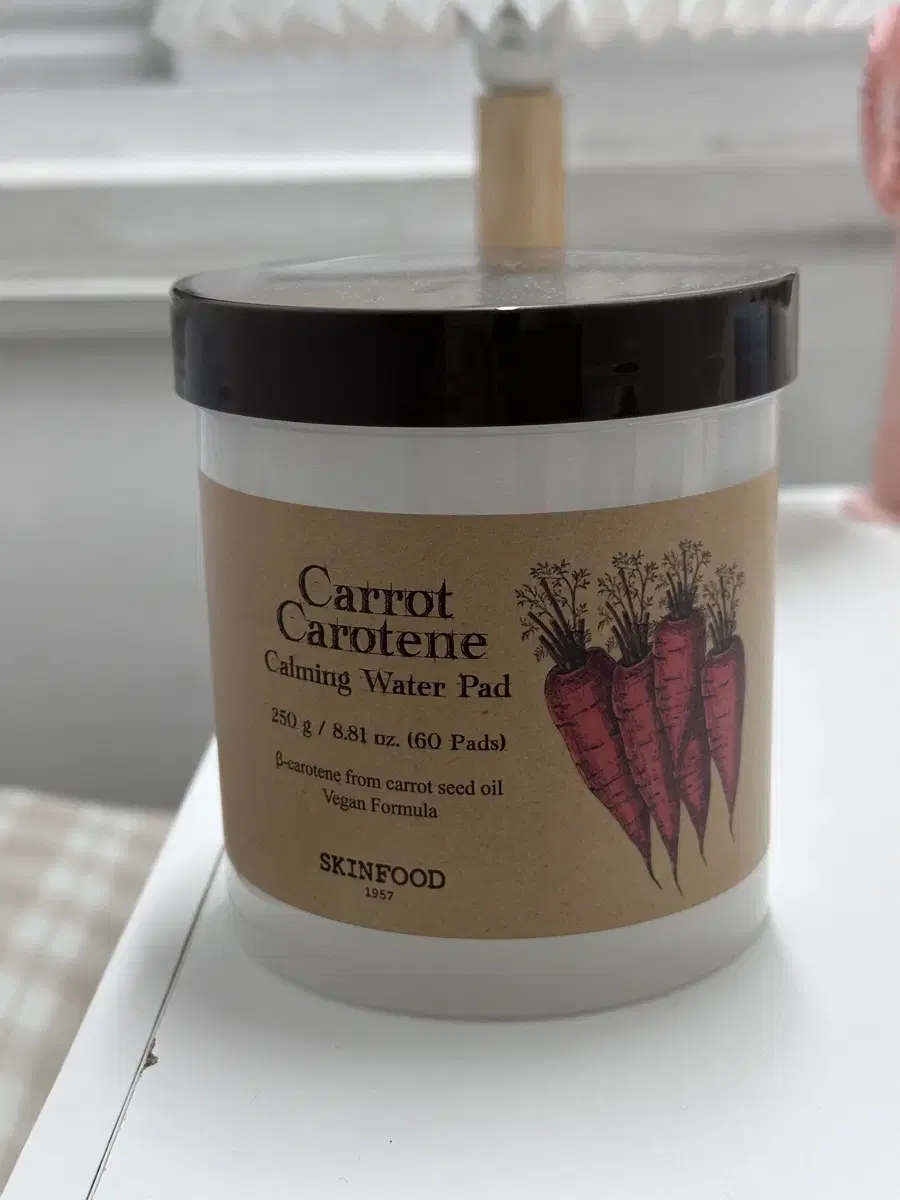 Carrot
Carotene
Calming Water Pad
250 g / 8.81 oz. (60 Pads)
β-carotene from carrot seed oil
Vegan Formula
SKINFOOD
1957